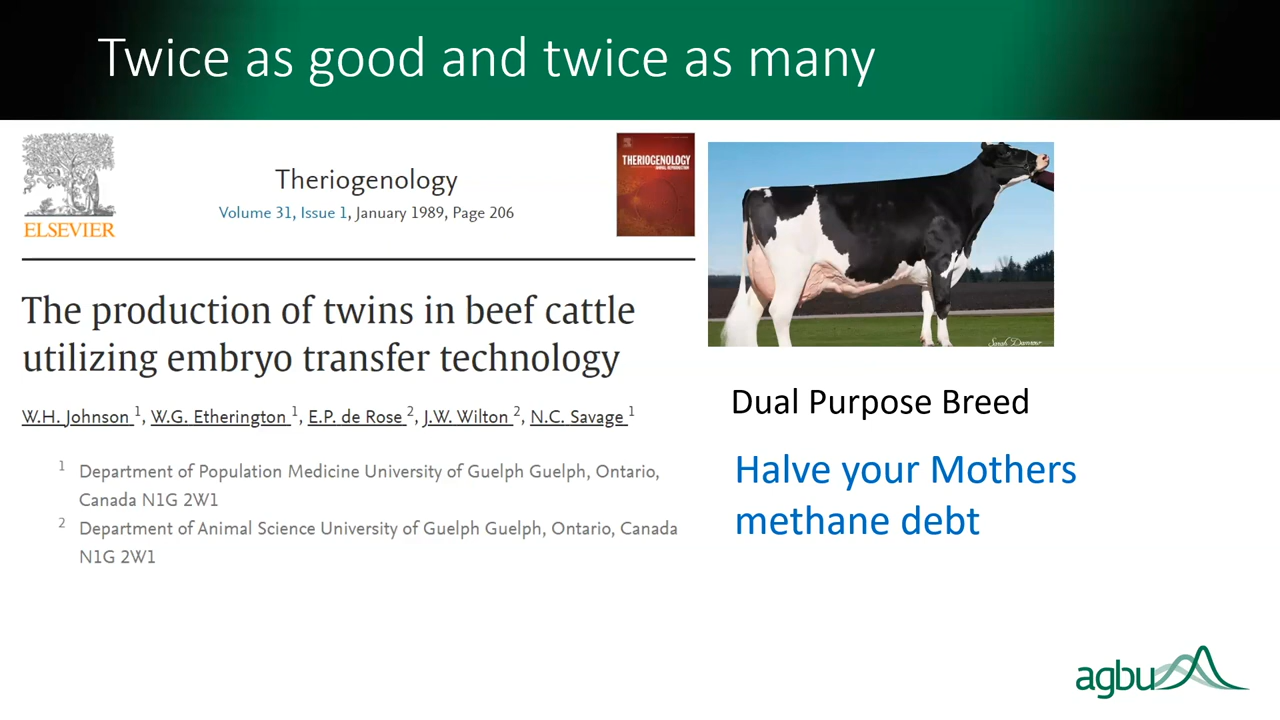 Twice as good and twice as many
ELSEVIER
Theriogenology
Volume 31, Issue 1, January 1989, Page 206
THERIOGENOLOGY
The production of twins in beef cattle
utilizing embryo transfer technology
W.H. Johnson 1, W.G. Etherington 1, E.P. de Rose 2, J.W. Wilton 2, N.C. Savage 1
1 Department of Population Medicine University of Guelph Guelph, Ontario,
Canada N1G 2W1
2 Department of Animal Science University of Guelph Guelph, Ontario, Canada
N1G 2W1
Dual Purpose Breed
Halve your Mothers
methane debt
agbu